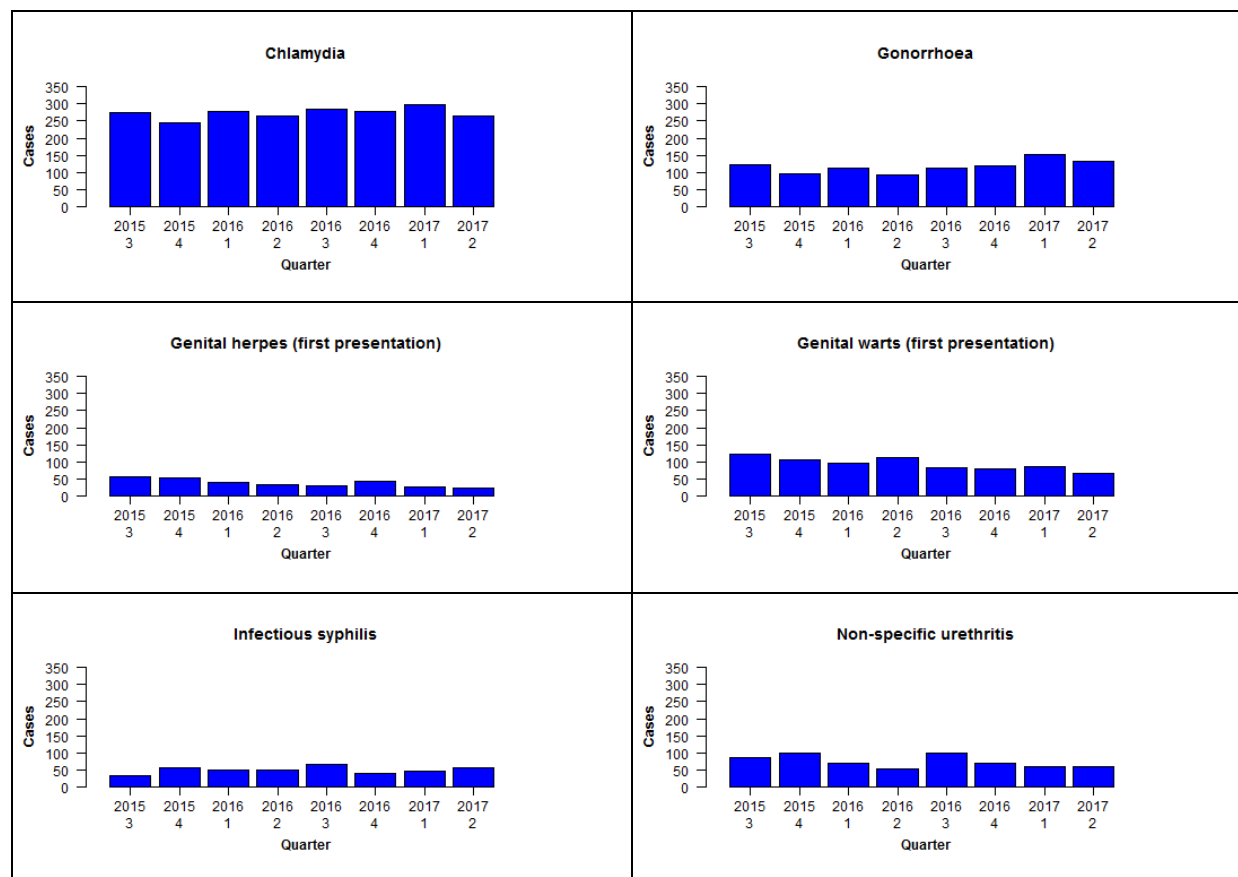 Chlamydia
350
300
250
200
150
100
50
0
Cases
2015 2015 2016 2016 2016 2016 2017 2017
3 4 1 2 3 4 1 2
Quarter
Gonorrhoea
350
300
250
200
150
100
50
0
Cases
2015 2015 2016 2016 2016 2016 2017 2017
3 4 1 2 3 4 1 2
Quarter
Genital herpes (first presentation)
350
300
250
200
150
100
50
0
Cases
2015 2015 2016 2016 2016 2016 2017 2017
3 4 1 2 3 4 1 2
Quarter
Genital warts (first presentation)
350
300
250
200
150
100
50
0
Cases
2015 2015 2016 2016 2016 2016 2017 2017
3 4 1 2 3 4 1 2
Quarter
Infectious syphilis
350
300
250
200
150
100
50
0
Cases
2015 2015 2016 2016 2016 2016 2017 2017
3 4 1 2 3 4 1 2
Quarter
Non-specific urethritis
350
300
250
200
150
100
50
0
Cases
2015 2015 2016 2016 2016 2016 2017 2017
3 4 1 2 3 4 1 2
Quarter